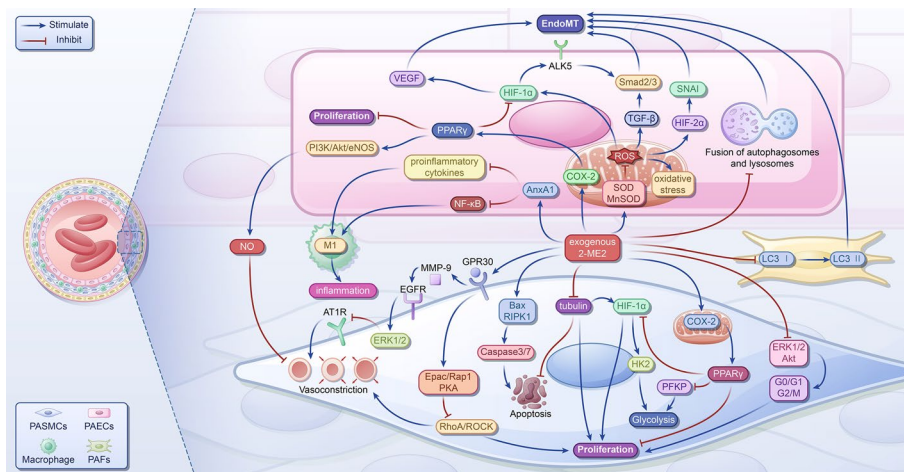 Stimulate
Inhibit
EndoMT
ALK5
VEGF
HIF-1α
Smad2/3
SNAI
TGF-β
HIF-2α
Proliferation
PPARγ
PI3K/Akt/eNOS
proinflammatory
cytokines
NF-κB
AnxA1
COX-2
ROS
SOD
MnSOD
oxidative
stress
Fusion of autophagosomes
and lysosomes
NO
M1
inflammation
exogenous
2-ME2
LC3 Ⅰ
LC3 Ⅱ
GPR30
MMP-9
EGFR
AT1R
ERK1/2
Bax
RIPK1
Caspase3/7
Apoptosis
tubulin
HIF-1α
HK2
PFKP
Glycolysis
COX-2
PPARγ
ERK1/2
Akt
G0/G1
G2/M
Vasoconstriction
Epac/Rap1
PKA
RhoA/ROCK
Proliferation
PASMCs
PAECs
Macrophage
PAFs